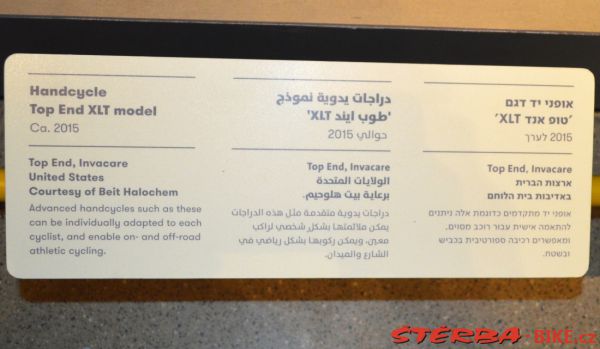 Handcycle
Top End XLT model
Ca. 2015
Top End, Invacare
United States
Courtesy of Beit Halochem
Advanced handcycles such as these
can be individually adapted to each
cyclist, and enable on- and off-road
athletic cycling.
دراجات يدوية نموذج
'طوب ايند XLT'
حوالي 2015
Top End, Invacare
الولايات المتحدة
برعاية بيت هلوحيم.
دراجات يدوية متقدمة مثل هذه الدراجات
يمكن ملائمتها بشكل شخصي لراكب
معين، ويمكن ركوبها بشكل رياضي في
الشارع والميدان.
אופני יד דגם
'טופ אנד XLT'
2015 לערך
Top End, Invacare
ארצות הברית
באדיבות בית הלוחם
אופני יד מתקדמים כדוגמת אלה ניתנים
להתאמה אישית עבור רוכב מסוים,
ומאפשרים רכיבה ספורטיבית בכביש
ובשטח.
STERBA-BIKE.cz